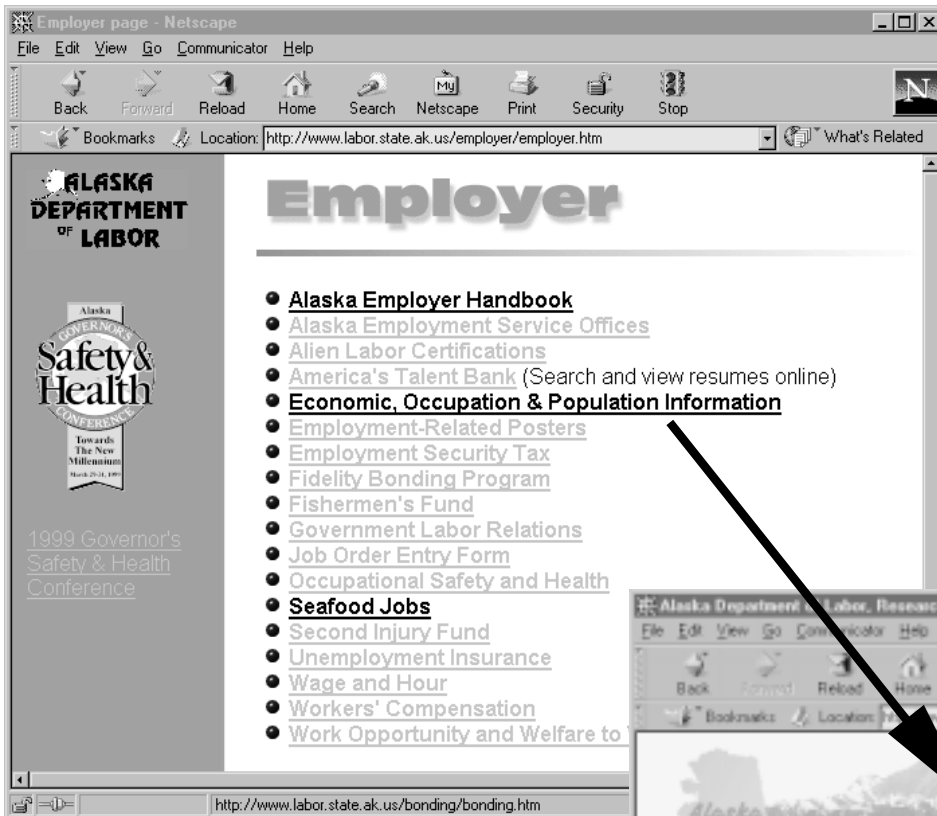 Employer page - Netscape
File Edit View Go Communicator Help
Back Forward Reload Home Search Netscape Print Security Stop
My
N
Bookmarks Location: http://www.labor.state.ak.us/employer/employer.htm What's Related
ALASKA
DEPARTMENT
OF LABOR
Employer
Alaska
GOVERNOR'S
Safety &
Health
CONFERENCE
Towards
The New
Millennium
March 29-31, 1999
1999 Governor's
Safety & Health
Conference
Alaska Employer Handbook
Alaska Employment Service Offices
Alien Labor Certifications
America's Talent Bank (Search and view resumes online)
Economic, Occupation & Population Information
Employment-Related Posters
Employment Security Tax
Fidelity Bonding Program
Fishermen's Fund
Government Labor Relations
Job Order Entry Form
Occupational Safety and Health
Seafood Jobs
Second Injury Fund
Unemployment Insurance
Wage and Hour
Workers' Compensation
Work Opportunity and Welfare to
http://www.labor.state.ak.us/bonding/bonding.htm
Alaska Department of Labor, Researc
File Edit View Go Communicator Help
Back Forward Reload Home
Bookmarks Location:
Alaska